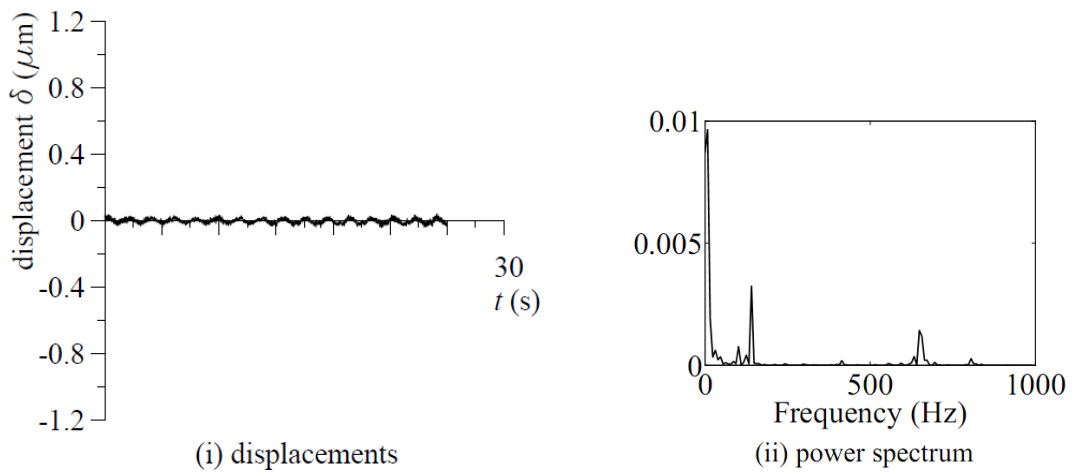 1.2
0.8
0.4
0
-0.4
-0.8
-1.2
displacement δ (μm)
30
t (s)
(i) displacements
0.01
0.005
0
0
500
1000
Frequency (Hz)
(ii) power spectrum